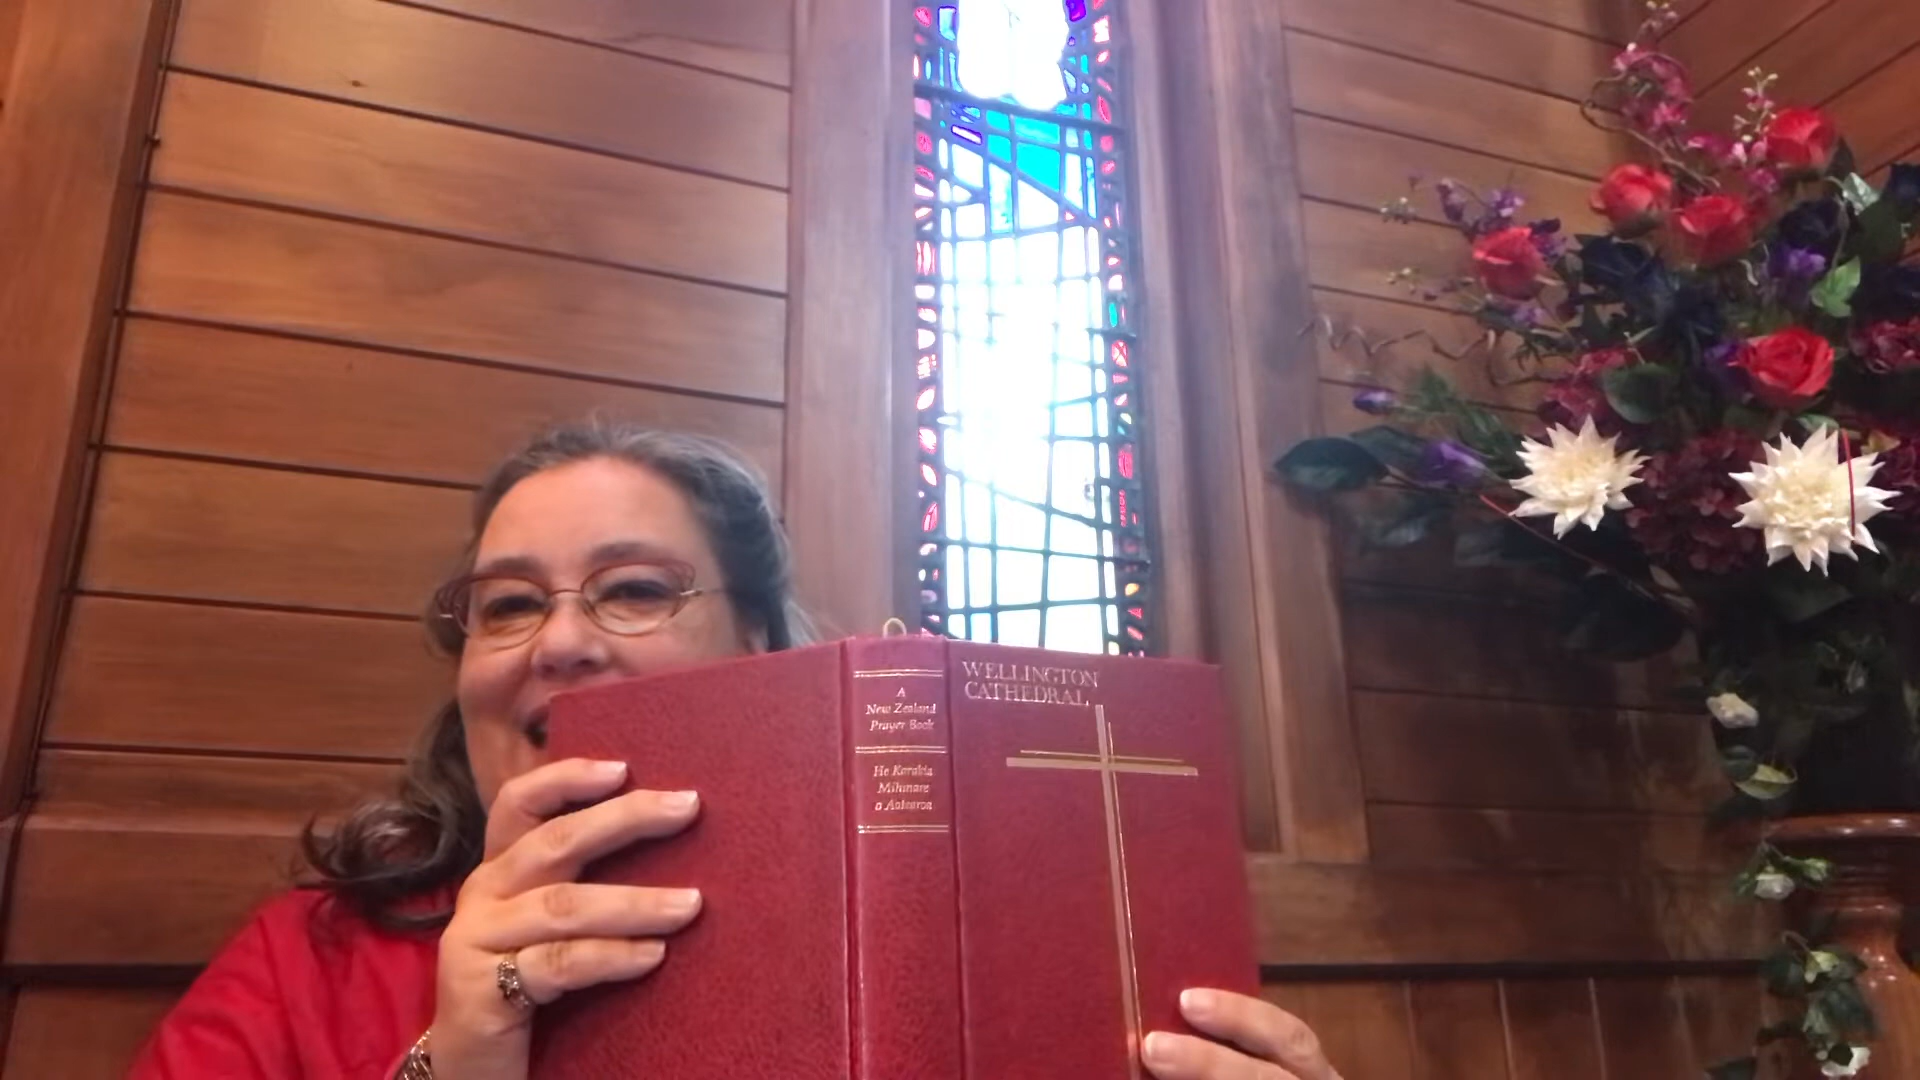 A
New Zealand
Prayer Book
He Karakia
Mihinare
o Aotearoa
WELLINGTON
CATHEDRAL